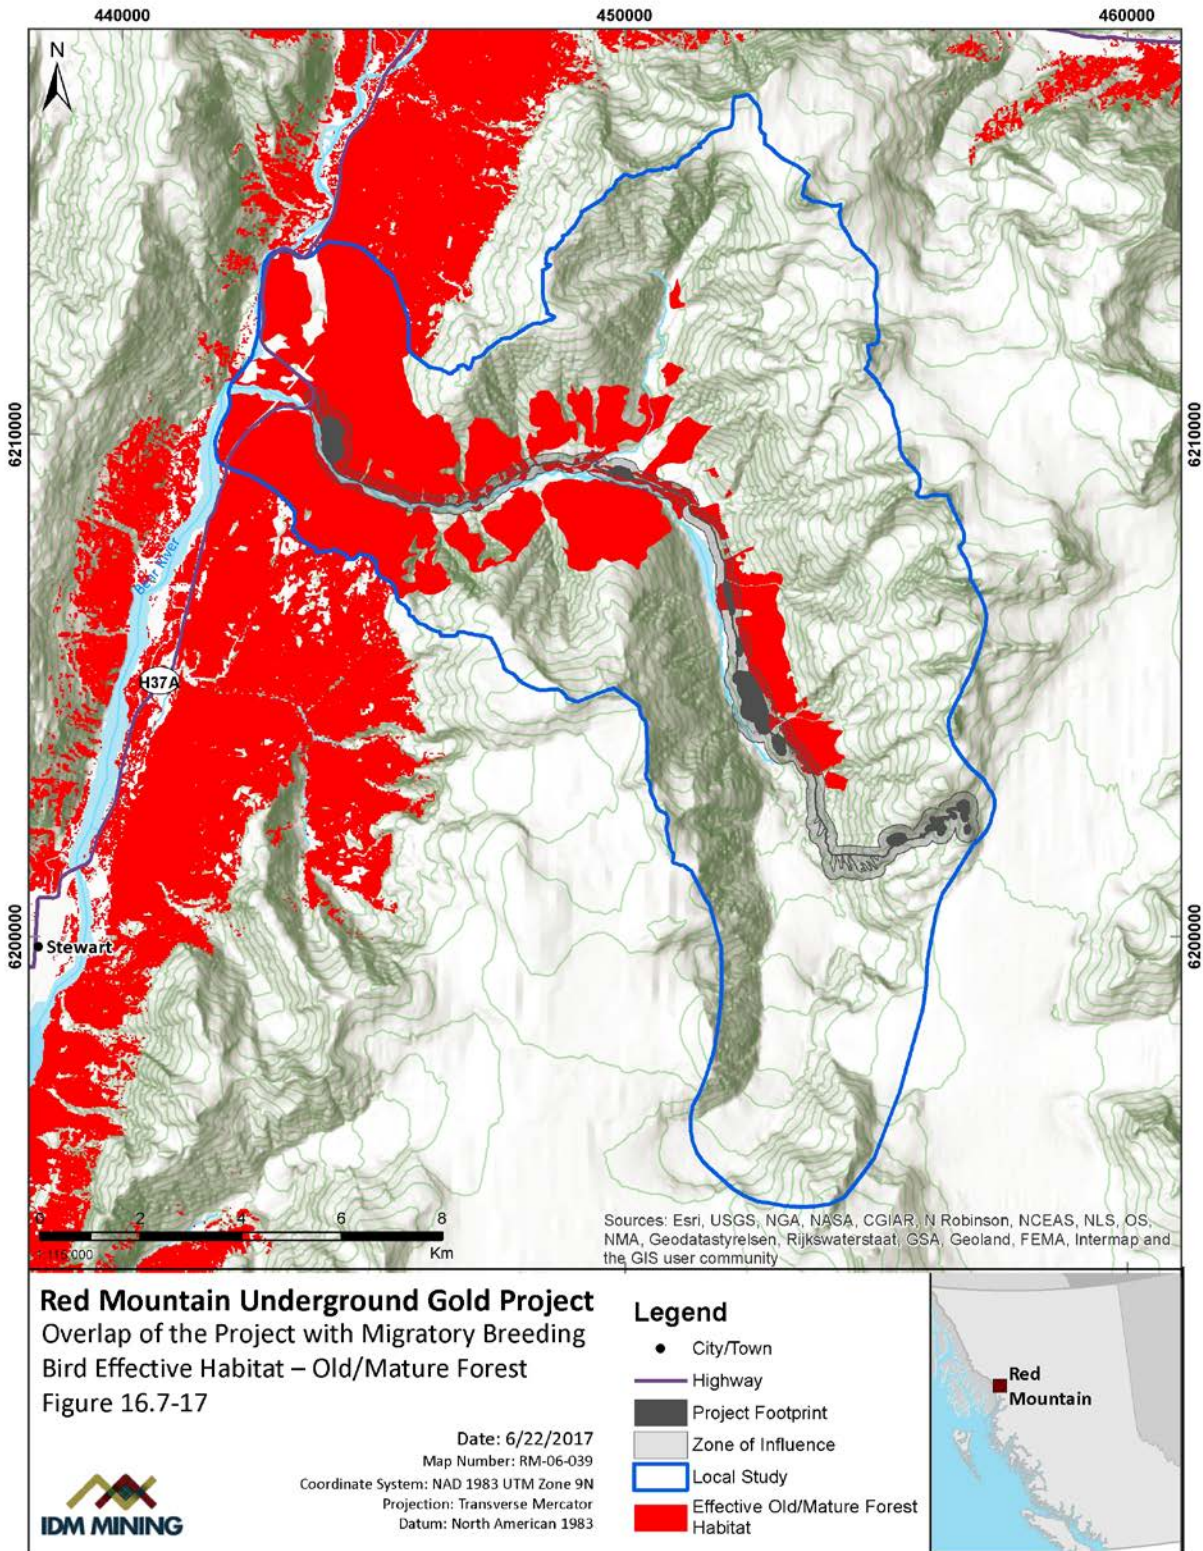 440000
450000
460000
N
6210000
6210000
Bear River
H37A
6200000
6200000
Stewart
0 2 4 6 8
Km
1:115 000
Sources: Esri, USGS, NGA, NASA, CGIAR, N Robinson, NCEAS, NLS, OS,
NMA, Geodatastyrelsen, Rijkswaterstaat, GSA, Geoland, FEMA, Intermap and
the GIS user community
Red Mountain Underground Gold Project
Overlap of the Project with Migratory Breeding
Bird Effective Habitat – Old/Mature Forest
Figure 16.7-17
Date: 6/22/2017
Map Number: RM-06-039
Coordinate System: NAD 1983 UTM Zone 9N
Projection: Transverse Mercator
Datum: North American 1983
IDM MINING
Legend
City/Town
Highway
Project Footprint
Zone of Influence
Local Study
Effective Old/Mature Forest
Habitat
Red
Mountain